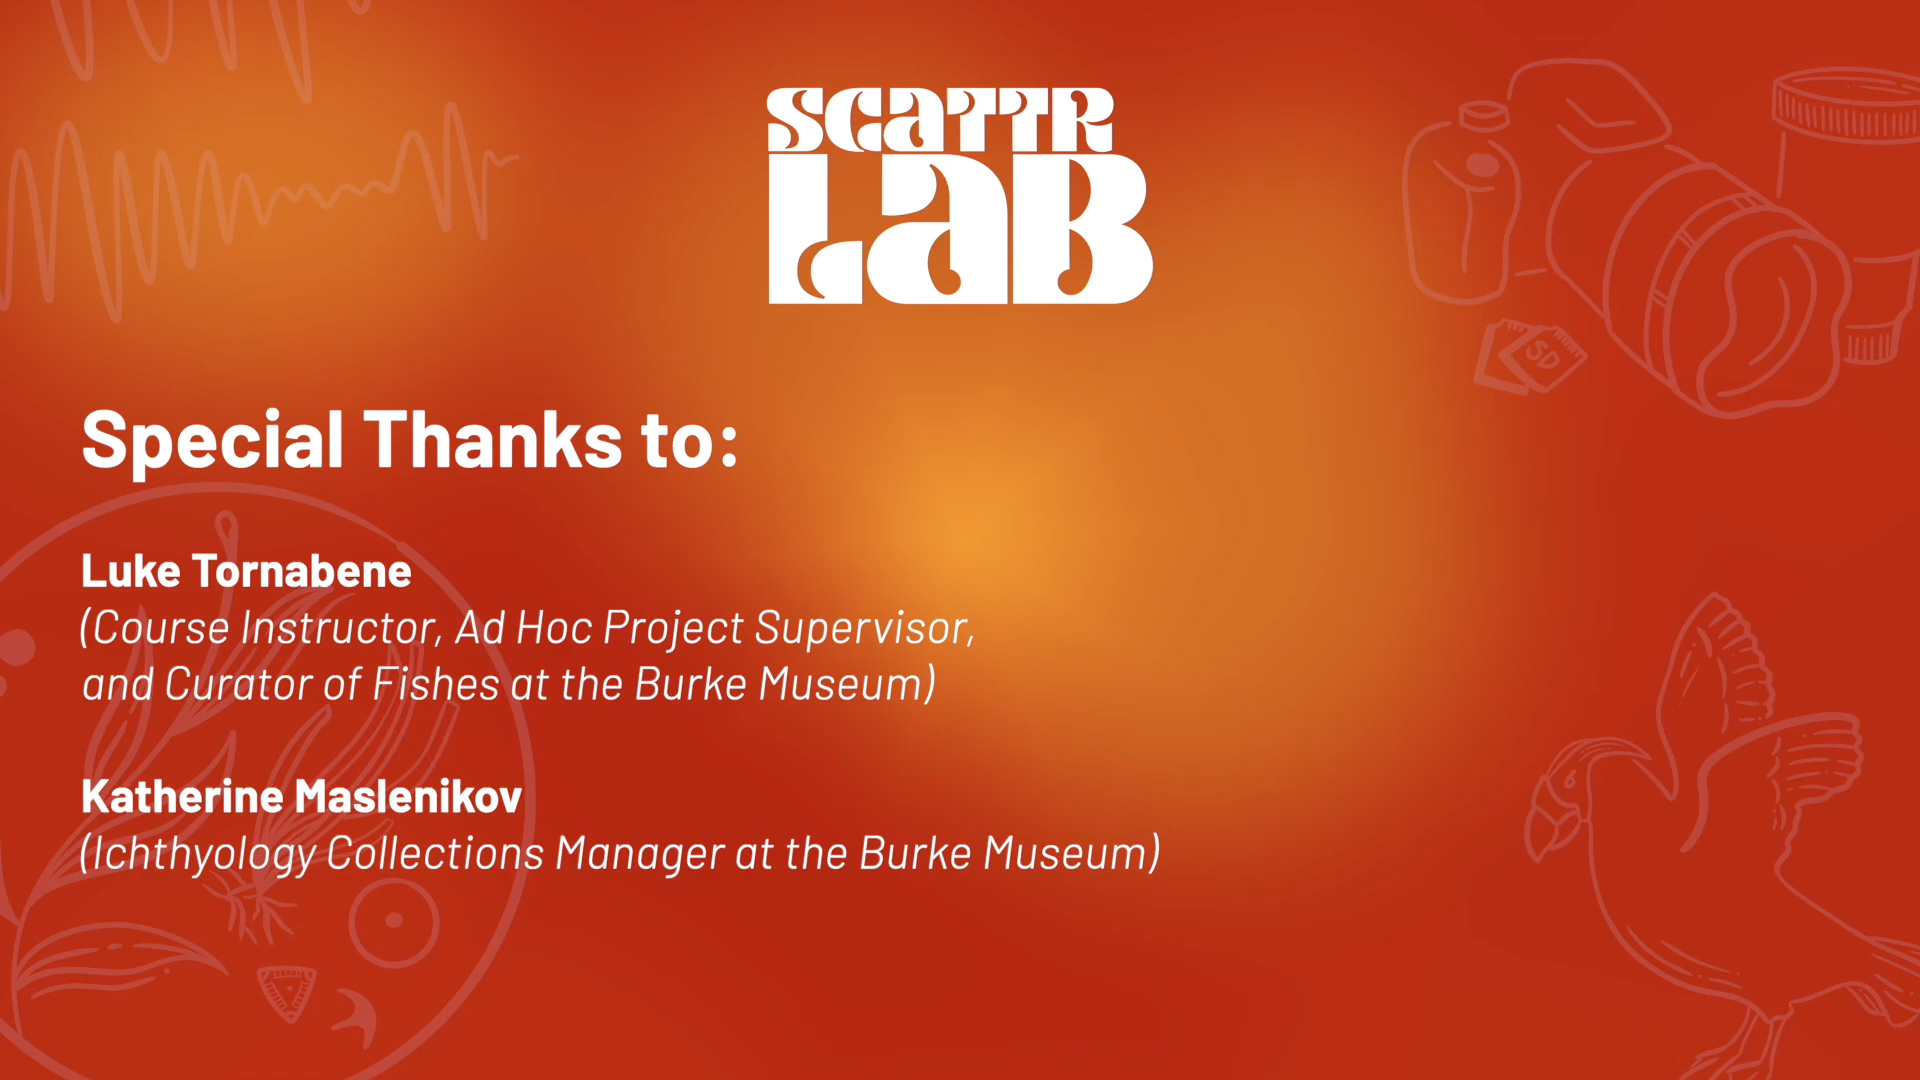 SCATTR
LAB
SD
Special Thanks to:
Luke Tornabene
(Course Instructor, Ad Hoc Project Supervisor,
and Curator of Fishes at the Burke Museum)
Katherine Maslenikov
(Ichthyology Collections Manager at the Burke Museum)